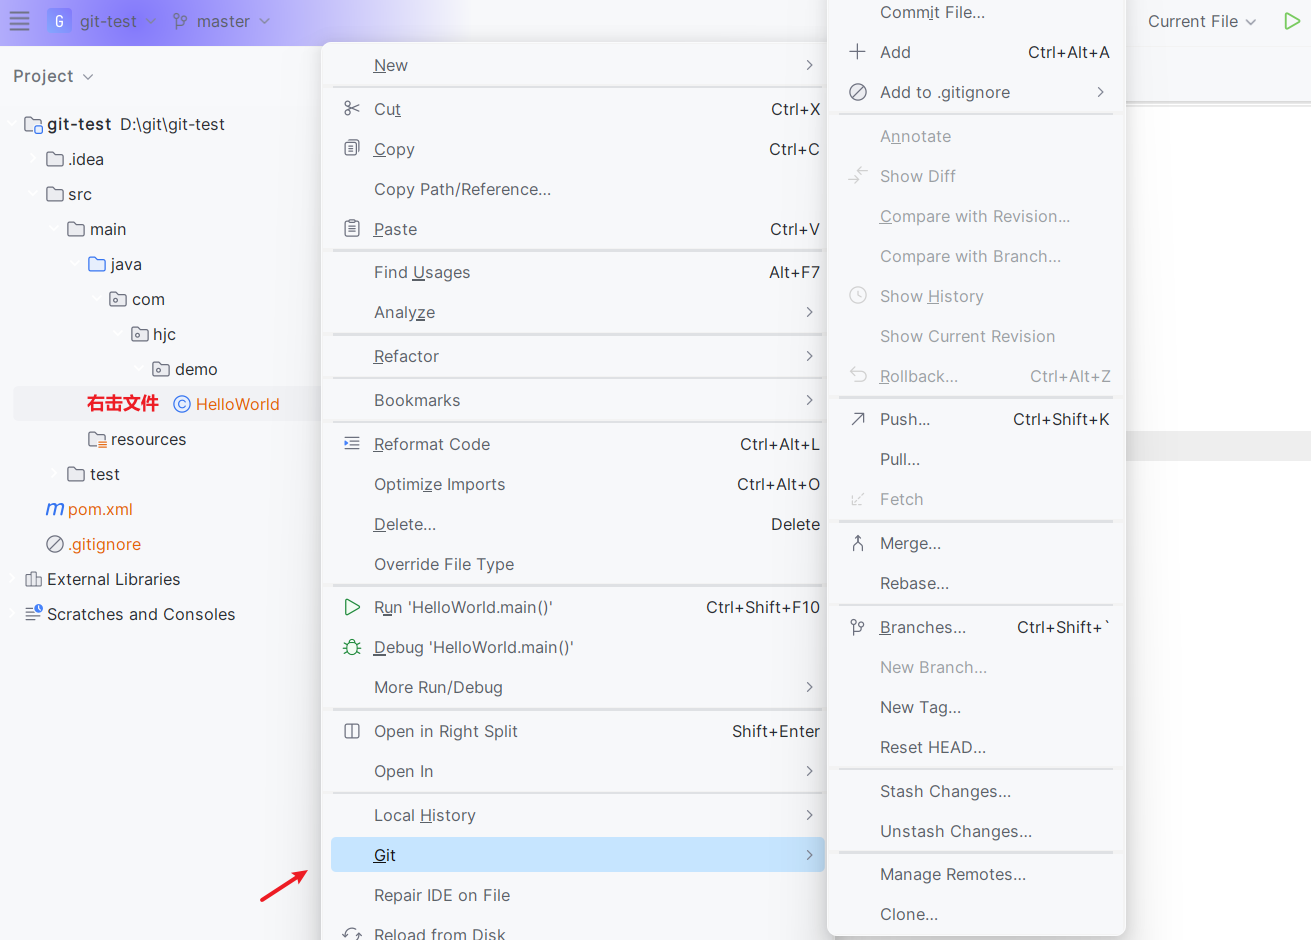 G git-test master
Current File
Project
git-test D:\git\git-test
.idea
src
main
java
com
hjc
demo
右击文件 HelloWorld
resources
test
pom.xml
.gitignore
External Libraries
Scratches and Consoles
New
Cut Ctrl+X
Copy Ctrl+C
Copy Path/Reference...
Paste Ctrl+V
Find Usages Alt+F7
Analyze
Refactor
Bookmarks
Reformat Code Ctrl+Alt+L
Optimize Imports Ctrl+Alt+O
Delete... Delete
Override File Type
Run 'HelloWorld.main()' Ctrl+Shift+F10
Debug 'HelloWorld.main()'
More Run/Debug
Open in Right Split Shift+Enter
Open In
Local History
Git
Repair IDE on File
Reload from Disk
Commit File...
Add Ctrl+Alt+A
Add to .gitignore
Annotate
Show Diff
Compare with Revision...
Compare with Branch...
Show History
Show Current Revision
Rollback... Ctrl+Alt+Z
Push... Ctrl+Shift+K
Pull...
Fetch
Merge...
Rebase...
Branches... Ctrl+Shift+`
New Branch...
New Tag...
Reset HEAD...
Stash Changes...
Unstash Changes...
Manage Remotes...
Clone...